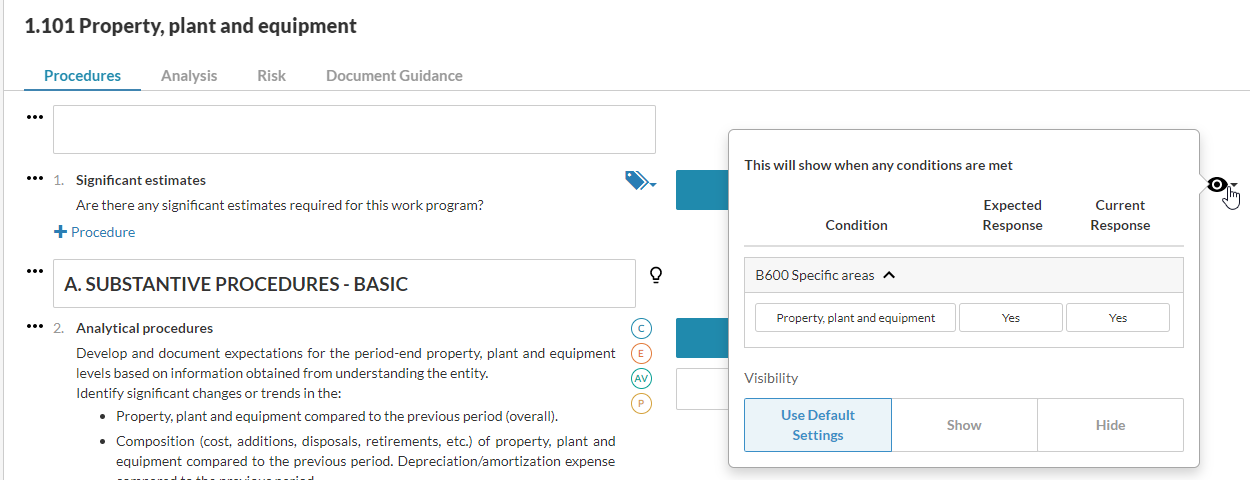 1.101 Property, plant and equipment
Procedures Analysis Risk Document Guidance
1. Significant estimates
Are there any significant estimates required for this work program?
Procedure
A. SUBSTANTIVE PROCEDURES - BASIC
2. Analytical procedures
Develop and document expectations for the period-end property, plant and equipment
levels based on information obtained from understanding the entity.
Identify significant changes or trends in the:
• Property, plant and equipment compared to the previous period (overall).
• Composition (cost, additions, disposals, retirements, etc.) of property, plant and
equipment compared to the previous period. Depreciation/amortization expense
compared to the previous period.
C
E
AV
P
This will show when any conditions are met
Condition Expected Response Current Response
B600 Specific areas
Property, plant and equipment Yes Yes
Visibility
Use Default
Settings
Show
Hide